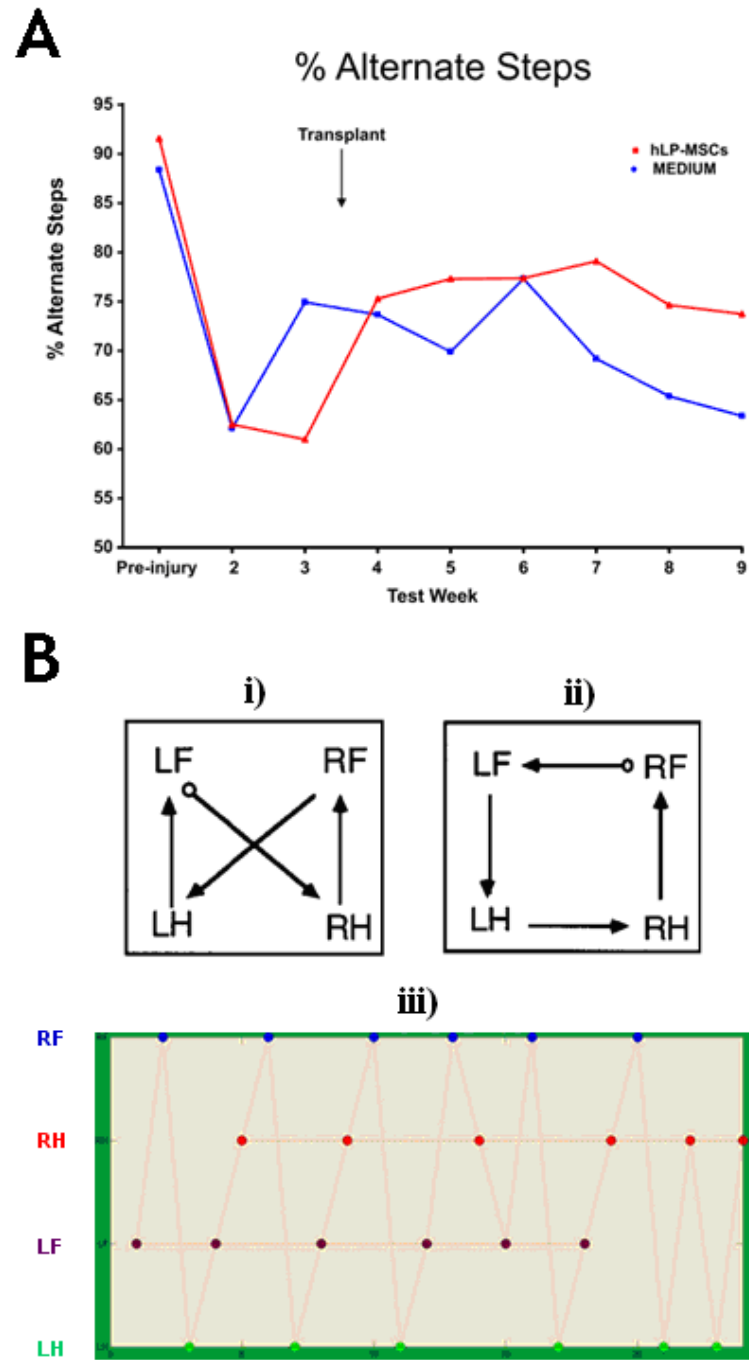 A
% Alternate Steps
95
90
85
80
75
70
65
60
55
50
% Alternate Steps
Transplant
hLP-MSCs
MEDIUM
Pre-injury 2 3 4 5 6 7 8 9
Test Week
B
i)
LF RF
LH RH
ii)
LF RF
LH RH
iii)
RF
RH
LF
LH